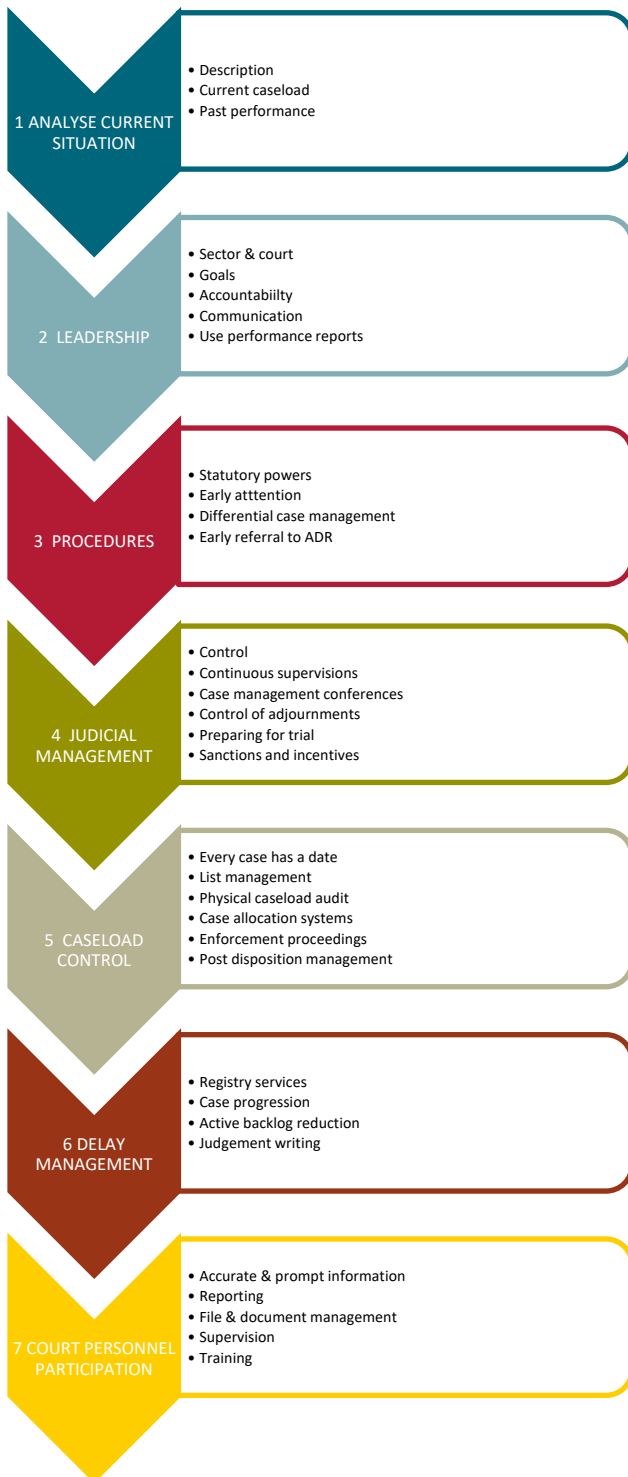 1 ANALYSE CURRENT
SITUATION
• Description
• Current caseload
• Past performance
2 LEADERSHIP
• Sector & court
• Goals
• Accountabiilty
• Communication
• Use performance reports
3 PROCEDURES
• Statutory powers
• Early atttention
• Differential case management
• Early referral to ADR
4 JUDICIAL
MANAGEMENT
• Control
• Continuous supervisions
• Case management conferences
• Control of adjournments
• Preparing for trial
• Sanctions and incentives
5 CASELOAD
CONTROL
• Every case has a date
• List management
• Physical caseload audit
• Case allocation systems
• Enforcement proceedings
• Post disposition management
6 DELAY
MANAGEMENT
• Registry services
• Case progression
• Active backlog reduction
• Judgement writing
7 COURT PERSONNEL
PARTICIPATION
• Accurate & prompt information
• Reporting
• File & document management
• Supervision
• Training